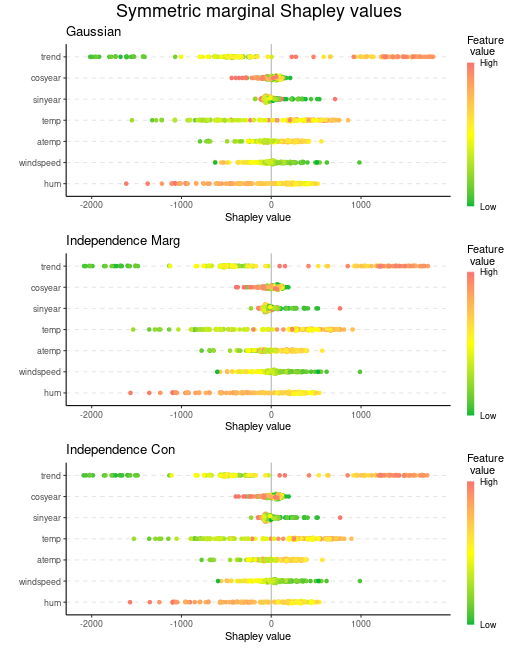 Symmetric marginal Shapley values
Gaussian
trend
cosyear
sinyear
temp
atemp
windspeed
hum
-2000 -1000 0 1000
Shapley value
Feature
value
High
Low
Independence Marg
trend
cosyear
sinyear
temp
atemp
windspeed
hum
-2000 -1000 0 1000
Shapley value
Feature
value
High
Low
Independence Con
trend
cosyear
sinyear
temp
atemp
windspeed
hum
-2000 -1000 0 1000
Shapley value
Feature
value
High
Low